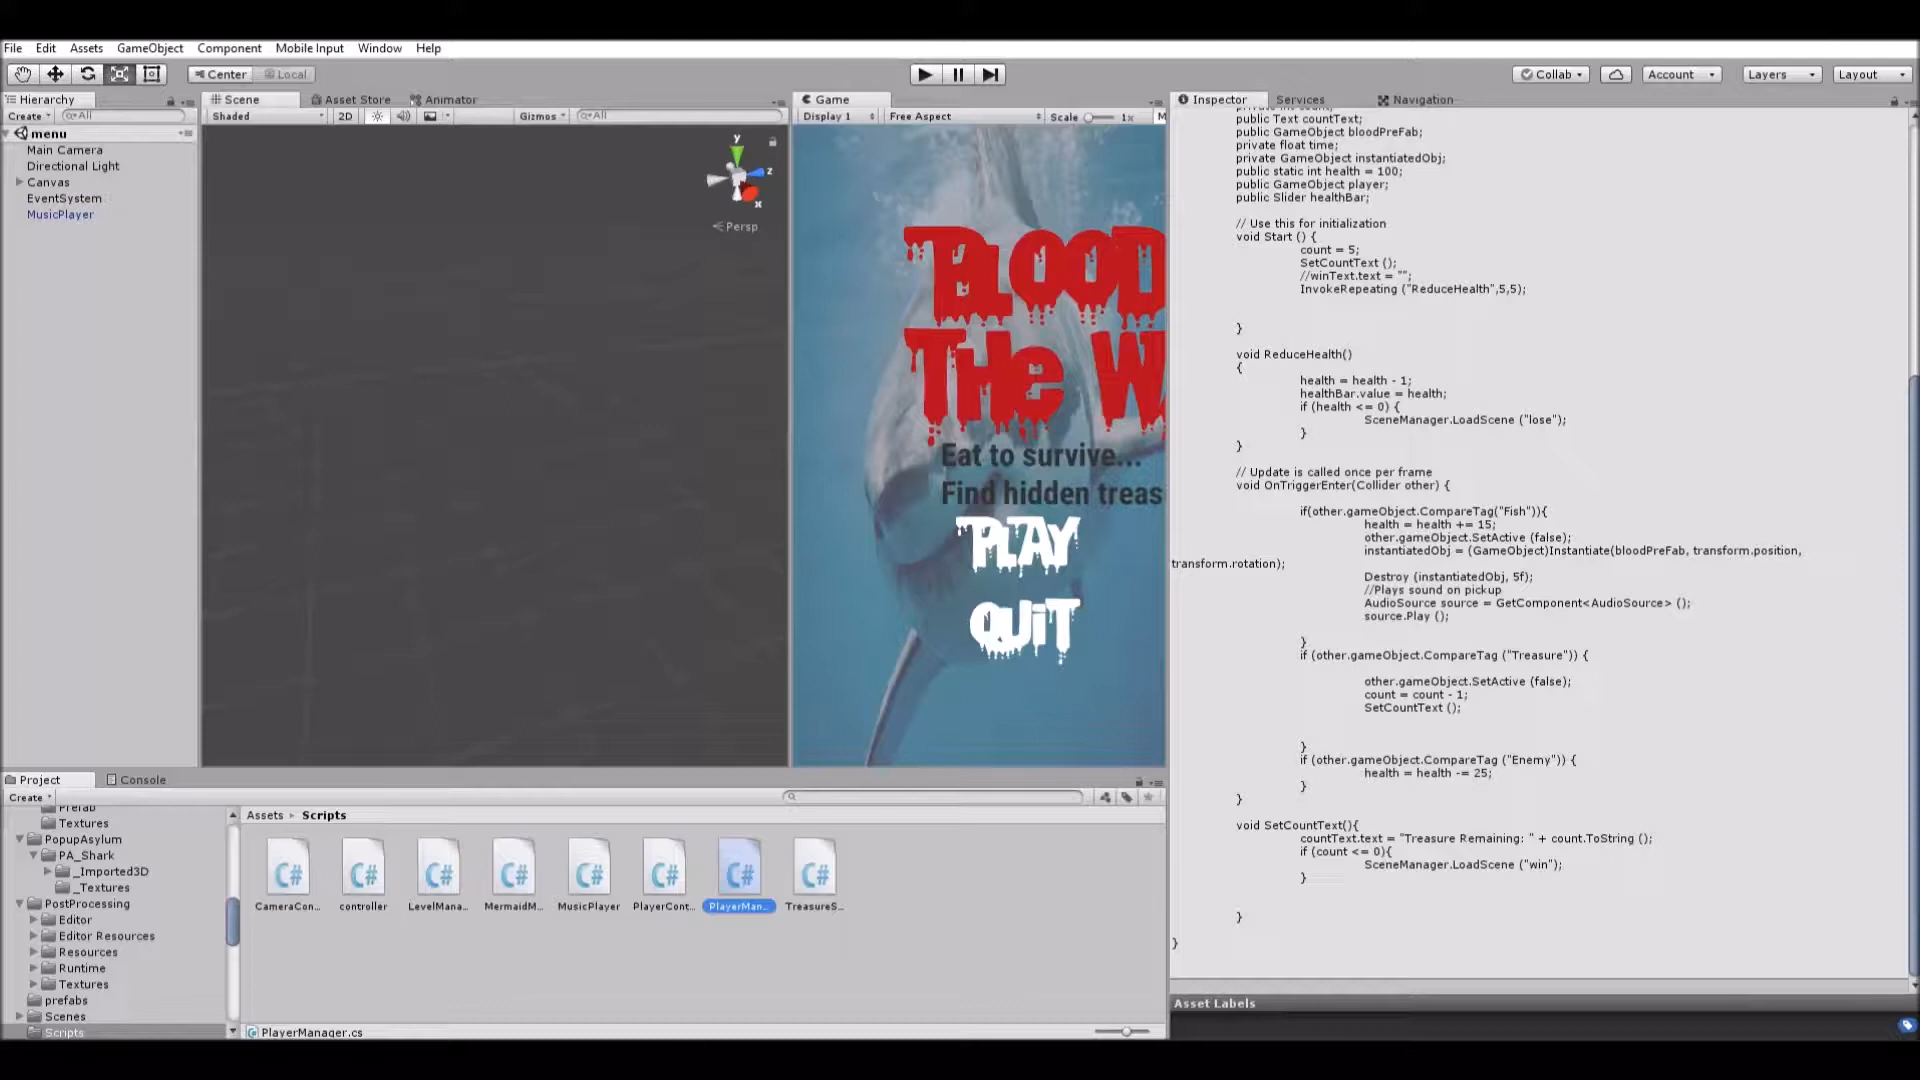 File Edit Assets GameObject Component Mobile Input Window Help
Center Local
Collab Account Layers Layout
Hierarchy
Create All
menu
Main Camera
Directional Light
Canvas
EventSystem
MusicPlayer
Scene Asset Store Animator
Shaded 2D Gizmos All
y
z
x
Persp
Game
Display 1 Free Aspect Scale 1x M
BLOOD
THE W
Eat to survive...
Find hidden treas
PLAY
QUIT
Inspector Services Navigation
private int count;
public Text countText;
public GameObject bloodPreFab;
private float time;
private GameObject instantiatedObj;
public static int health = 100;
public GameObject player;
public Slider healthBar;
// Use this for initialization
void Start () {
count = 5;
SetCountText ();
//winText.text = "";
InvokeRepeating ("ReduceHealth",5,5);
}
void ReduceHealth()
{
health = health - 1;
healthBar.value = health;
if (health <= 0) {
SceneManager.LoadScene ("lose");
}
}
// Update is called once per frame
void OnTriggerEnter(Collider other) {
if(other.gameObject.CompareTag("Fish")){
health = health += 15;
other.gameObject.SetActive (false);
instantiatedObj = (GameObject)Instantiate(bloodPreFab, transform.position,
transform.rotation);
Destroy (instantiatedObj, 5f);
//Plays sound on pickup
AudioSource source = GetComponent<AudioSource> ();
source.Play ();
}
if (other.gameObject.CompareTag ("Treasure")) {
other.gameObject.SetActive (false);
count = count - 1;
SetCountText ();
}
if (other.gameObject.CompareTag ("Enemy")) {
health = health -= 25;
}
}
void SetCountText(){
countText.text = "Treasure Remaining: " + count.ToString ();
if (count <= 0){
SceneManager.LoadScene ("win");
}
}
}
Asset Labels
Project Console
Create
Prefab
Textures
PopupAsylum
PA_Shark
_Imported3D
_Textures
PostProcessing
Editor
Editor Resources
Resources
Runtime
Textures
prefabs
Scenes
Scripts
Assets Scripts
C# C# C# C# C# C# C# C#
CameraCon... controller LevelMana... MermaidM... MusicPlayer PlayerCont... PlayerMan... TreasureS...
PlayerManager.cs